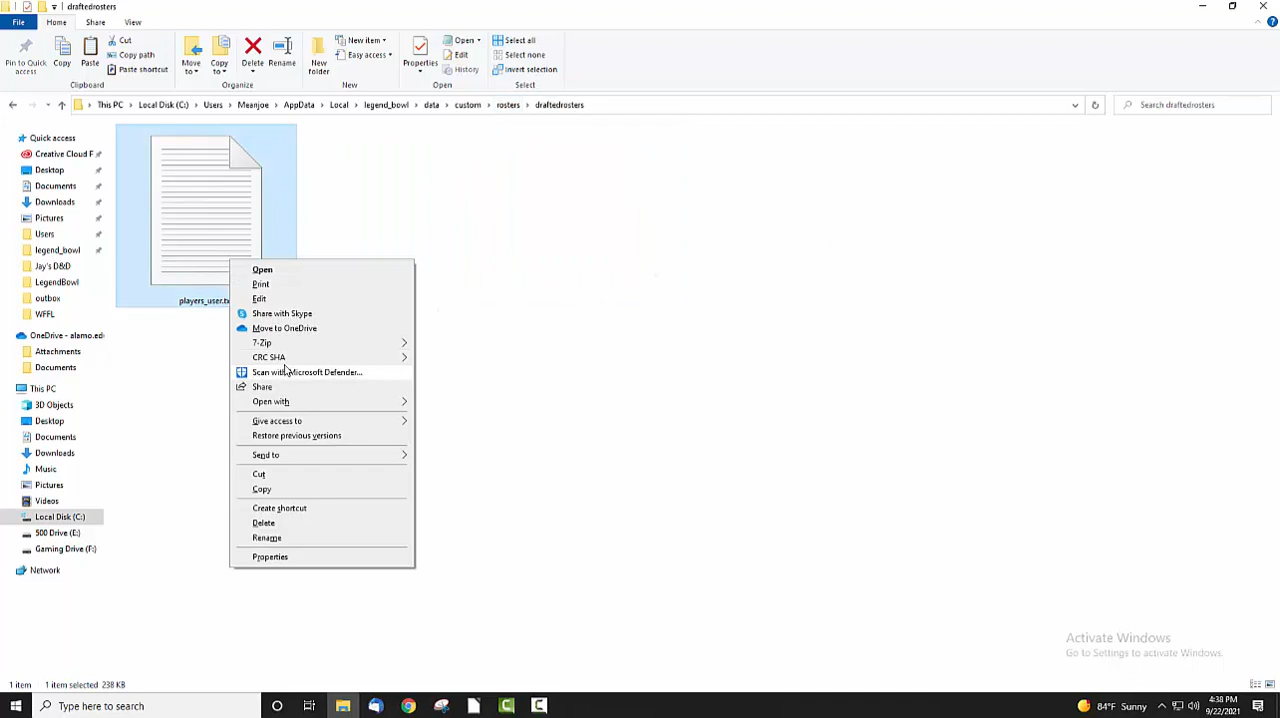 draftedrosters
File Home Share View
Pin to Quick access
Copy
Paste
Cut
Copy path
Paste shortcut
Clipboard
Move to
Copy to
Delete
Rename
Organize
New folder
New item
Easy access
New
Properties
Open
Edit
History
Open
Select all
Select none
Invert selection
Select
This PC > Local Disk (C:) > Users > Meanjoe > AppData > Local > legend_bowl > data > custom > rosters > draftedrosters
Search draftedrosters
Quick access
Creative Cloud F
Desktop
Documents
Downloads
Pictures
Users
legend_bowl
Jay's D&D
LegendBowl
outbox
WFFL
OneDrive - alamo.ed
Attachments
Documents
This PC
3D Objects
Desktop
Documents
Downloads
Music
Pictures
Videos
Local Disk (C:)
500 Drive (E:)
Gaming Drive (F:)
Network
players_user.tx
Open
Print
Edit
Share with Skype
Move to OneDrive
7-Zip
CRC SHA
Scan with Microsoft Defender...
Share
Open with
Give access to
Restore previous versions
Send to
Cut
Copy
Create shortcut
Delete
Rename
Properties
Activate Windows
Go to Settings to activate Windows.
1 item 1 item selected 238 KB
Type here to search
84°F Sunny
4:38 PM
9/22/2021